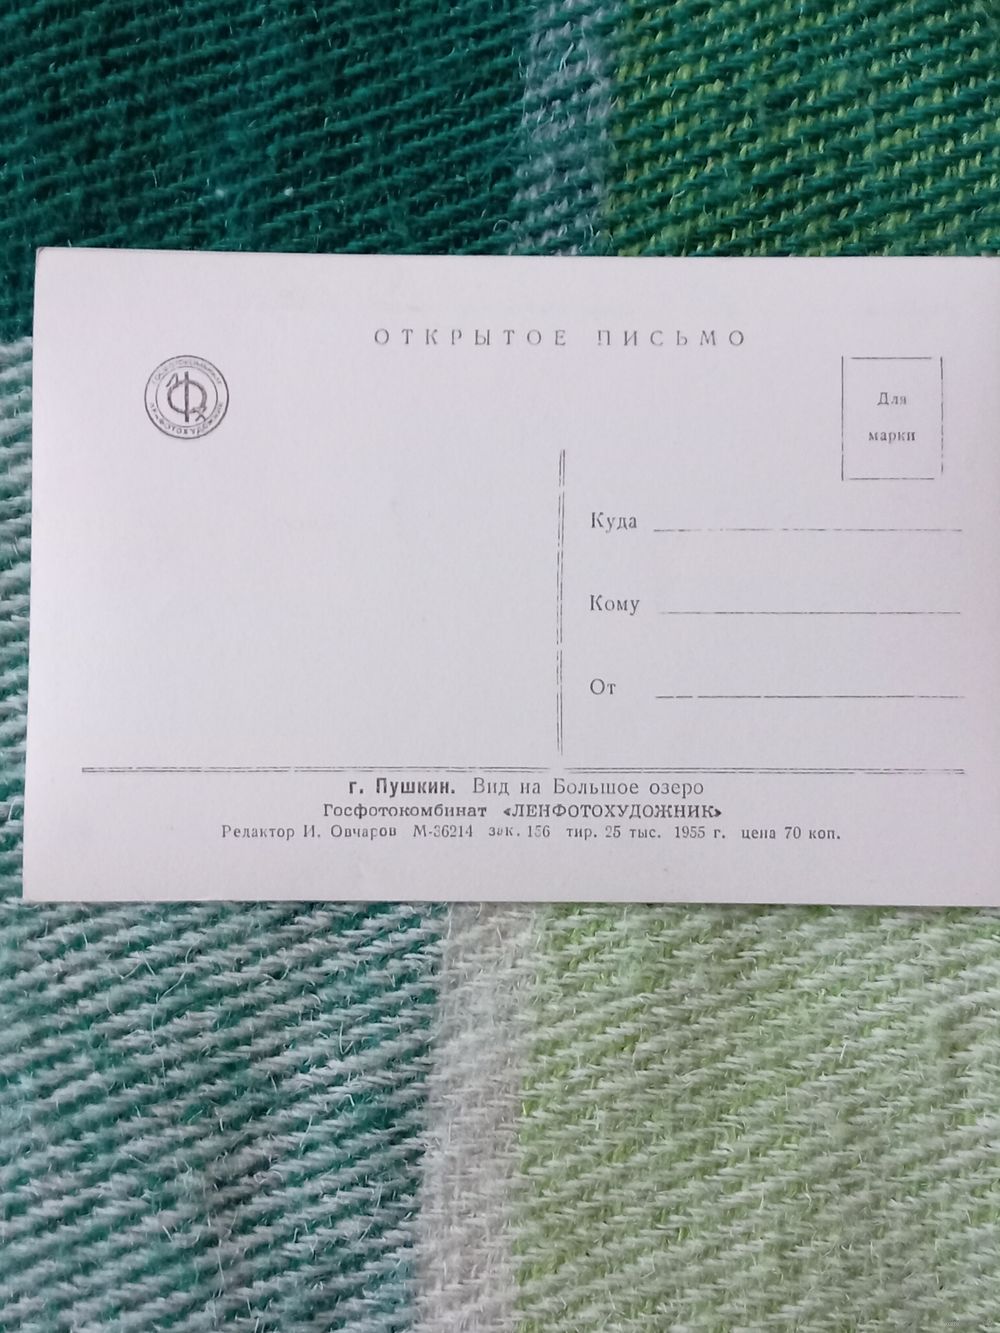 ОТКРЫТОЕ ПИСЬМО
ЛЕНФОТОХУДОЖНИК
Для
марки
Куда
Кому
От
г. Пушкин. Вид на Большое озеро
Госфотокомбинат «ЛЕНФОТОХУДОЖНИК»
Редактор И. Овчаров М-36214 зак. 156 тир. 25 тыс. 1955 г. цена 70 коп.